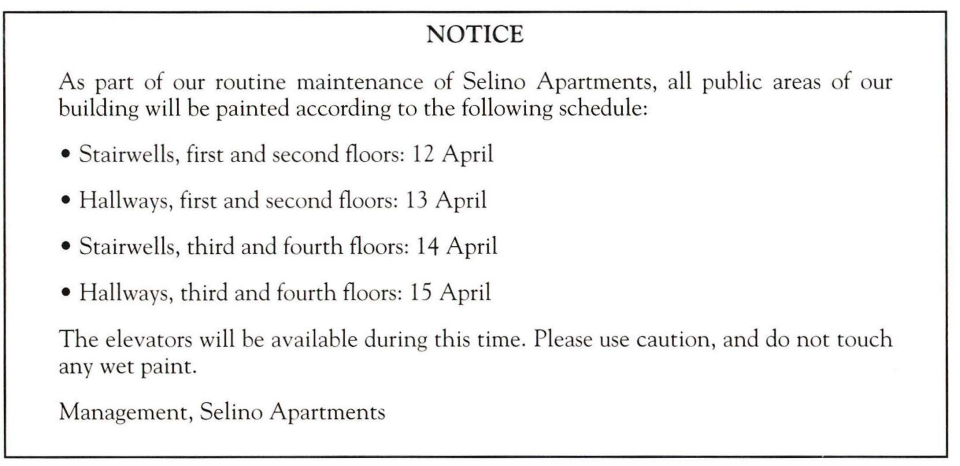 NOTICE
As part of our routine maintenance of Selino Apartments, all public areas of our
building will be painted according to the following schedule:
• Stairwells, first and second floors: 12 April
• Hallways, first and second floors: 13 April
• Stairwells, third and fourth floors: 14 April
• Hallways, third and fourth floors: 15 April
The elevators will be available during this time. Please use caution, and do not touch
any wet paint.
Management, Selino Apartments